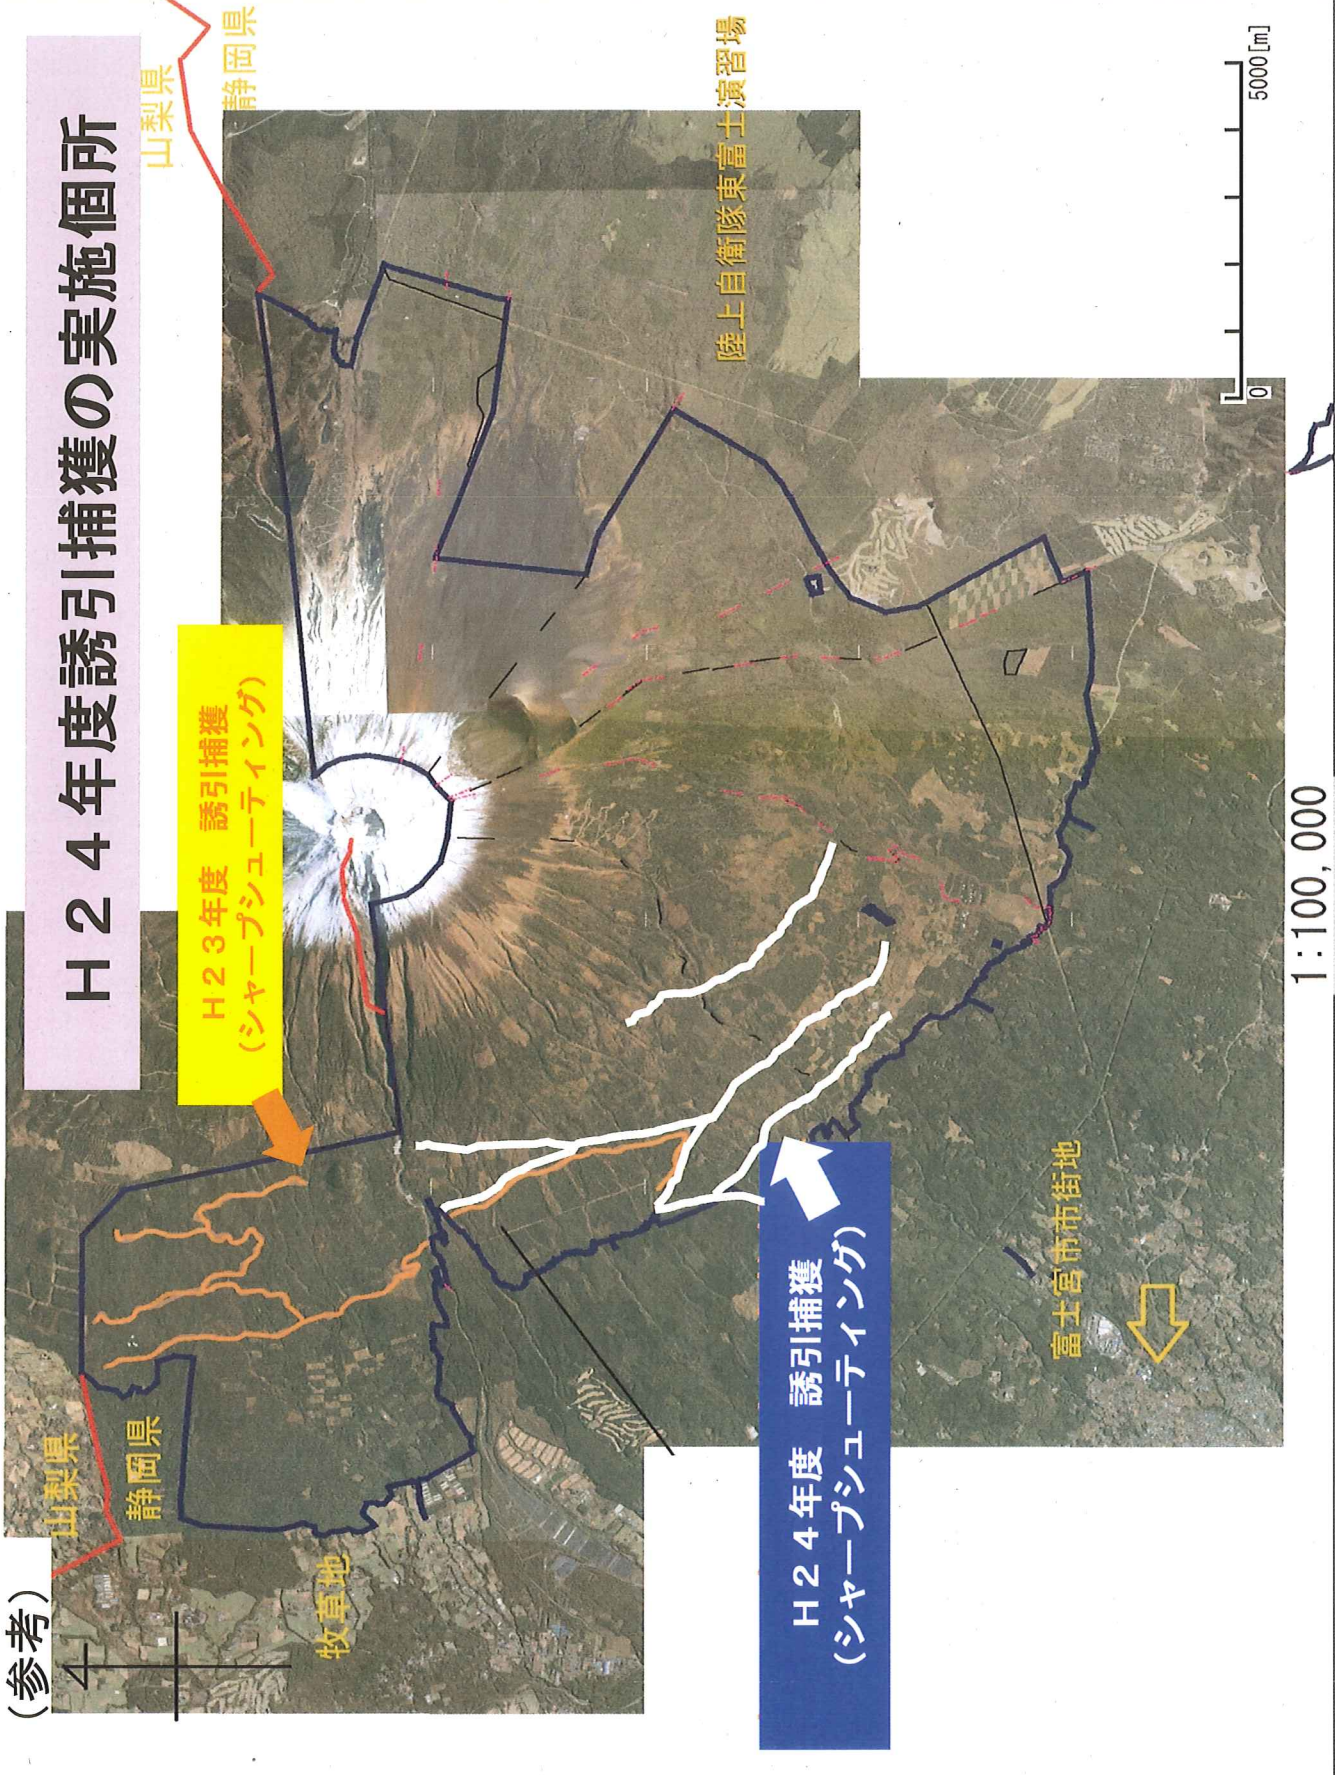 (参考)
H24年度誘引捕獲の実施個所
山梨県
静岡県
山梨県
静岡県
H23年度 誘引捕獲
(シャープシューティング)
牧草地
陸上自衛隊東富士演習場
H24年度 誘引捕獲
(シャープシューティング)
富士宮市市街地
0
5000[m]
1:100,000